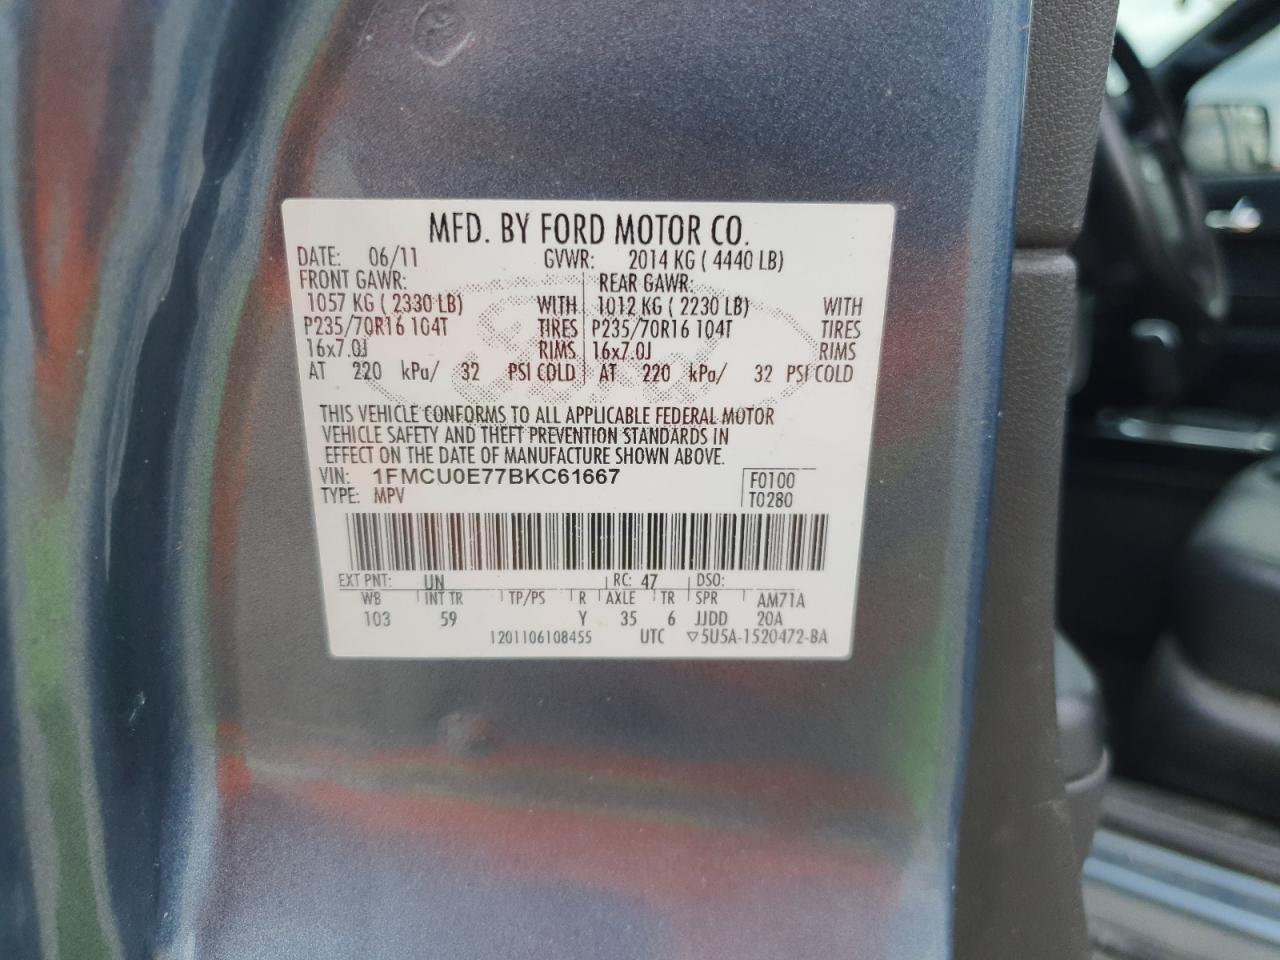 MFD. BY FORD MOTOR CO.
DATE: 06/11 GVWR: 2014 KG ( 4440 LB)
FRONT GAWR: REAR GAWR:
1057 KG ( 2330 LB) WITH 1012 KG ( 2230 LB) WITH
P235/70R16 104T TIRES P235/70R16 104T TIRES
16x7.0J RIMS 16x7.0J RIMS
AT 220 kPa/ 32 PSI COLD AT 220 kPa/ 32 PSI COLD
THIS VEHICLE CONFORMS TO ALL APPLICABLE FEDERAL MOTOR
VEHICLE SAFETY AND THEFT PREVENTION STANDARDS IN
EFFECT ON THE DATE OF MANUFACTURE SHOWN ABOVE.
VIN: 1FMCU0E77BKC61667 F0100
TYPE: MPV T0280
EXT PNT: UN RC: 47 DSO:
WB INT TR TP/PS R AXLE TR SPR AM71A
103 59 Y 35 6 JJDD 20A
1201106108455 UTC ▽5U5A-1520472-BA